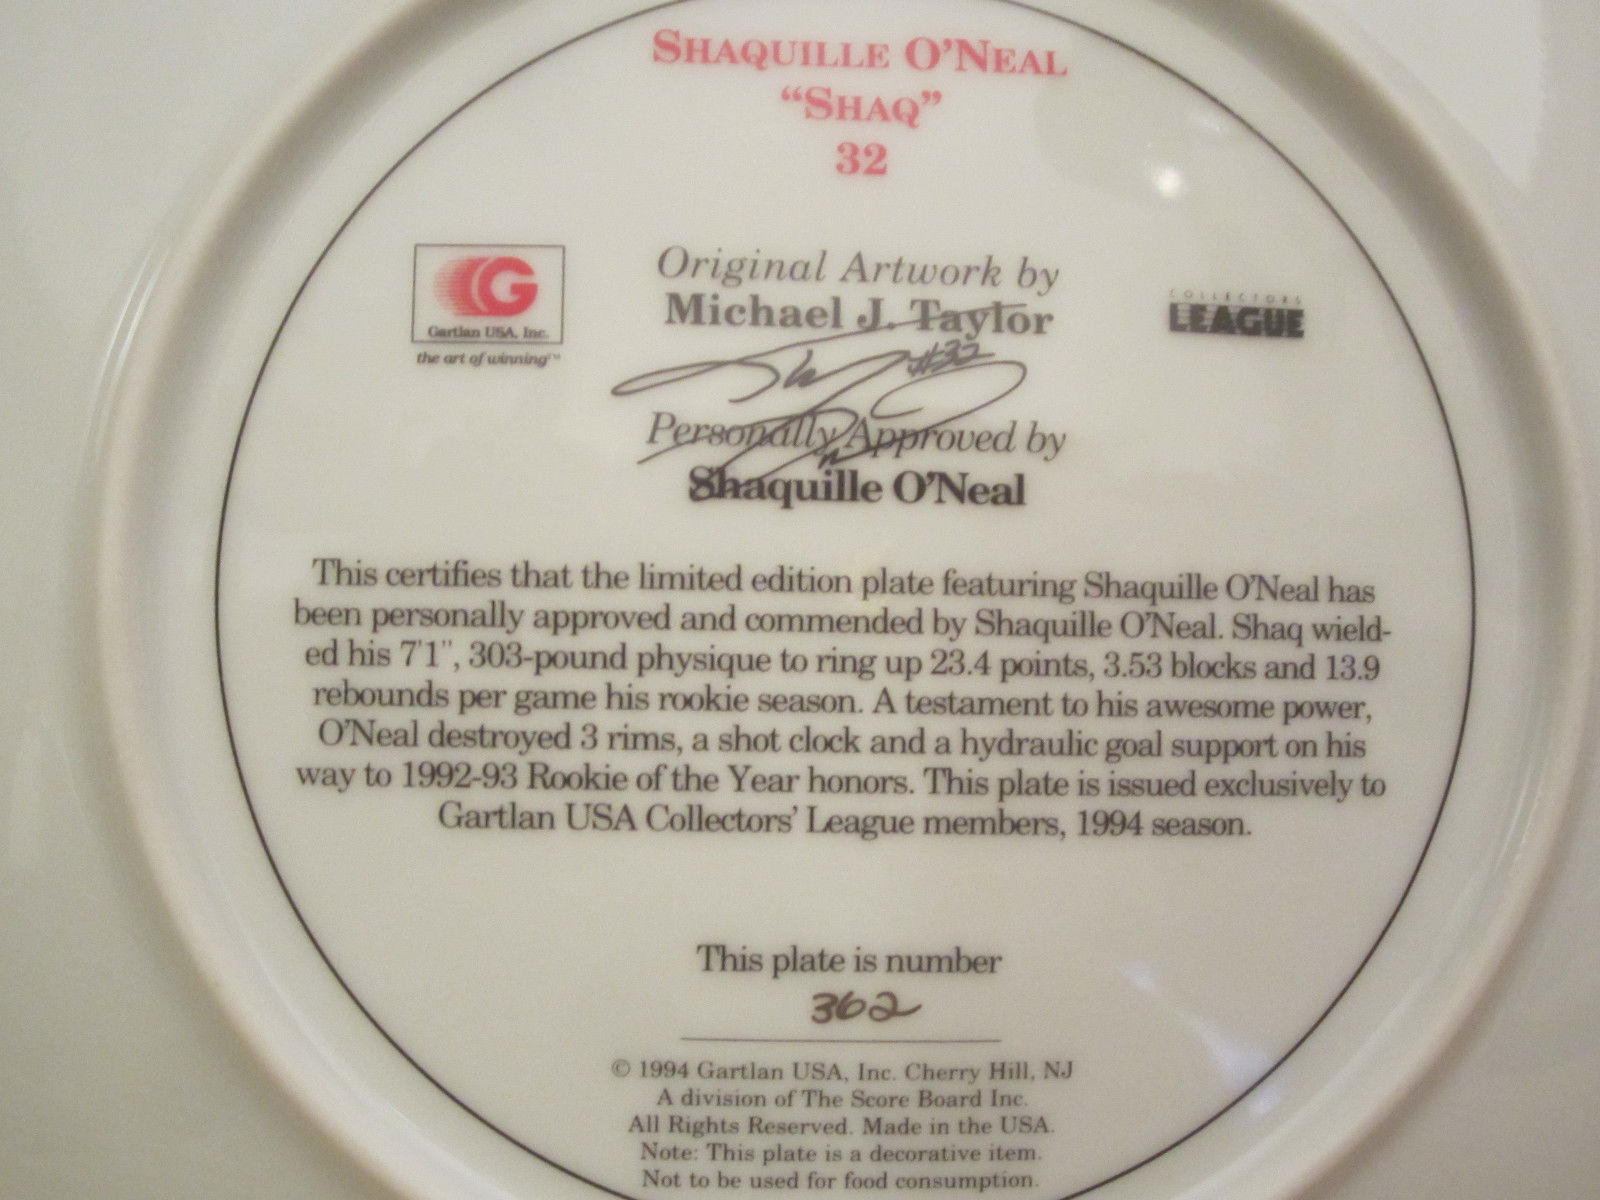 SHAQUILLE O'NEAL
“SHAQ”
32
G
Gartlan USA, Inc.
the art of winning™
Original Artwork by
Michael J. Taylor
COLLECTORS
LEAGUE
#32
Personally Approved by
Shaquille O'Neal
This certifies that the limited edition plate featuring Shaquille O'Neal has
been personally approved and commended by Shaquille O'Neal. Shaq wield-
ed his 7'1", 303-pound physique to ring up 23.4 points, 3.53 blocks and 13.9
rebounds per game his rookie season. A testament to his awesome power,
O'Neal destroyed 3 rims, a shot clock and a hydraulic goal support on his
way to 1992-93 Rookie of the Year honors. This plate is issued exclusively to
Gartlan USA Collectors' League members, 1994 season.
This plate is number
362
© 1994 Gartlan USA, Inc. Cherry Hill, NJ
A division of The Score Board Inc.
All Rights Reserved. Made in the USA.
Note: This plate is a decorative item.
Not to be used for food consumption.